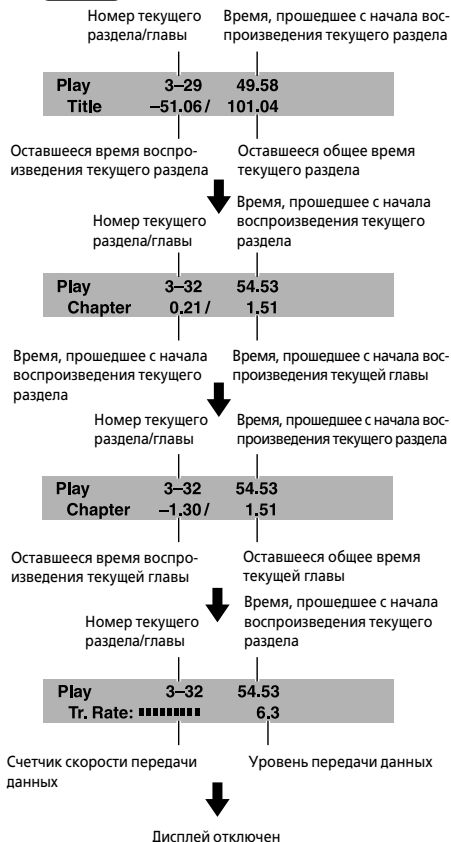 Номер текущего
раздела/главы
Время, прошедшее с начала вос-
произведения текущего раздела
Play 3–29 49.58
Title –51.06 / 101.04
Оставшееся время воспро-
изведения текущего раздела
Оставшееся общее время
текущего раздела
Номер текущего
раздела/главы
Время, прошедшее с начала
воспроизведения текущего
раздела
Play 3–32 54.53
Chapter 0.21 / 1.51
Время, прошедшее с начала
воспроизведения текущего
раздела
Время, прошедшее с начала вос-
произведения текущей главы
Номер текущего
раздела/главы
Время, прошедшее с начала вос-
произведения текущего раздела
Play 3–32 54.53
Chapter –1.30 / 1.51
Оставшееся время воспро-
изведения текущей главы
Оставшееся общее время
текущей главы
Номер текущего
раздела/главы
Время, прошедшее с начала
воспроизведения текущего
раздела
Play 3–32 54.53
Tr. Rate: 6.3
Счетчик скорости передачи
данных
Уровень передачи данных
Дисплей отключен